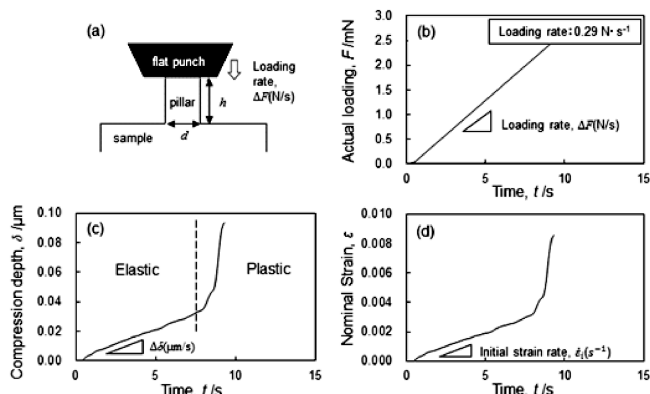 (a)
flat punch
Loading
rate,
ΔF(N/s)
pillar
h
sample
d
(b)
Loading rate:0.29 N· s⁻¹
Actual loading, F /mN
3.0
2.5
2.0
1.5
1.0
0.5
0.0
Loading rate, ΔF(N/s)
0 5 10 15
Time, t /s
(c)
Compression depth, δ /μm
0.10
0.08
0.06
0.04
0.02
0.00
Elastic
Plastic
Δδ(μm/s)
0 5 10 15
Time, t /s
(d)
Nominal Strain, ε
0.010
0.008
0.006
0.004
0.002
0.000
Initial strain rate, ε̇ᵢ(s⁻¹)
0 5 10 15
Time, t /s